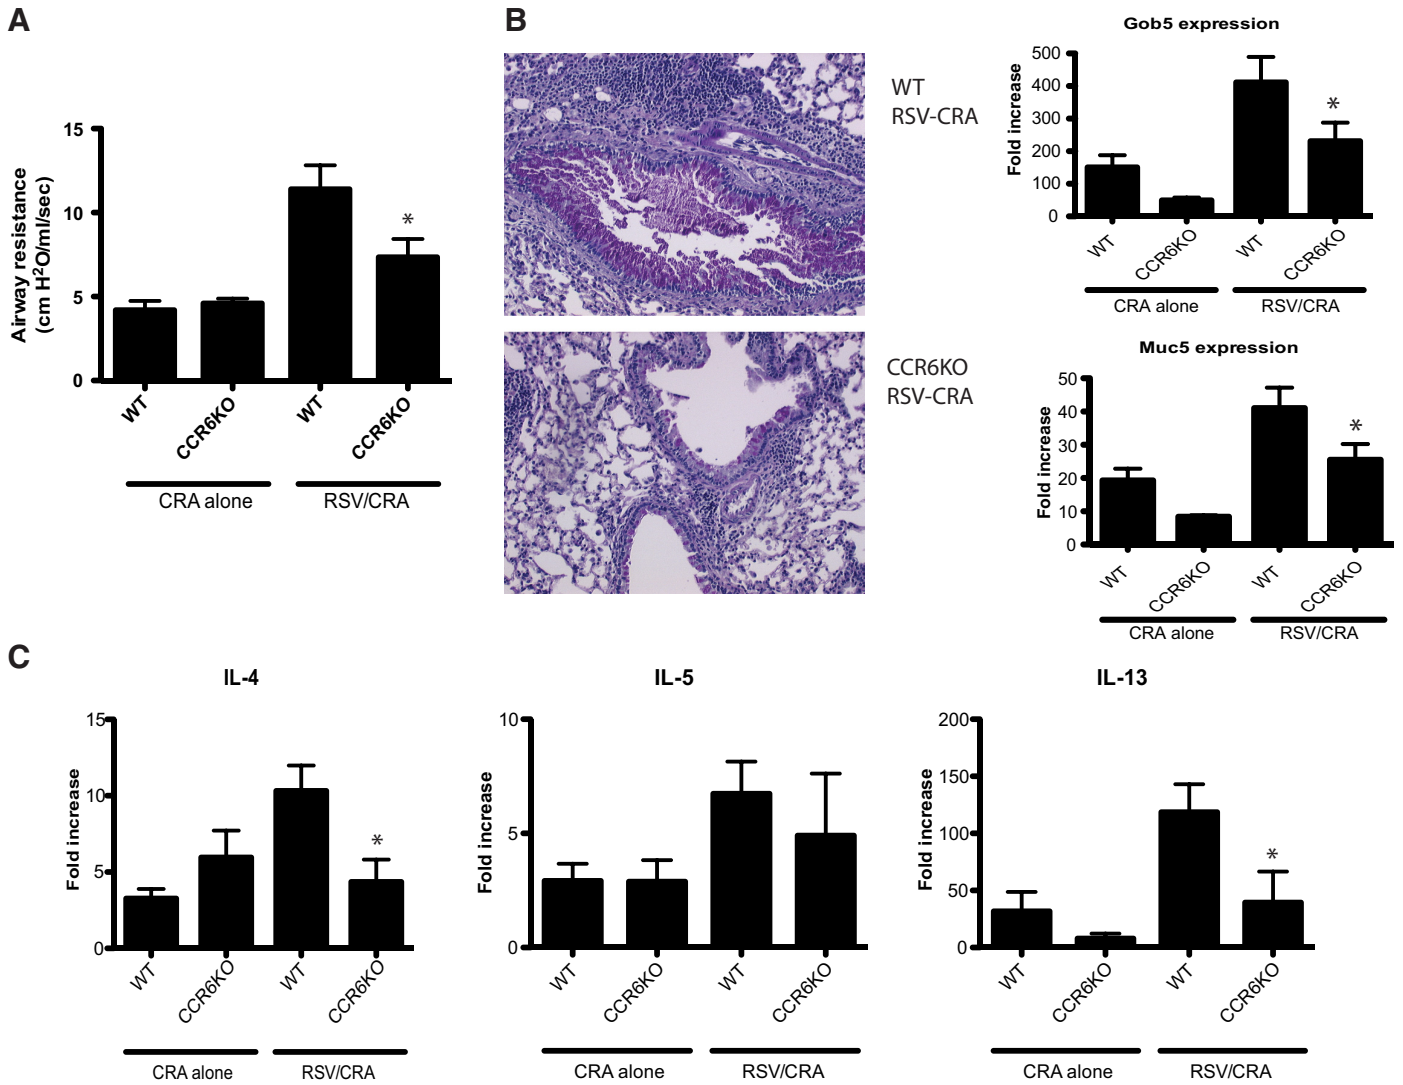 A
15
10
5
0
Airway resistance
(cm H²O/ml/sec)
WT
CCR6KO
WT
CCR6KO
*
CRA alone
RSV/CRA
B
WT
RSV-CRA
CCR6KO
RSV-CRA
Gob5 expression
500
400
300
200
100
0
Fold increase
*
WT
CCR6KO
WT
CCR6KO
CRA alone
RSV/CRA
Muc5 expression
50
40
30
20
10
0
Fold increase
*
WT
CCR6KO
WT
CCR6KO
CRA alone
RSV/CRA
C
IL-4
15
10
5
0
Fold increase
*
WT
CCR6KO
WT
CCR6KO
CRA alone
RSV/CRA
IL-5
10
5
0
Fold increase
WT
CCR6KO
WT
CCR6KO
CRA alone
RSV/CRA
IL-13
200
150
100
50
0
Fold increase
*
WT
CCR6KO
WT
CCR6KO
CRA alone
RSV/CRA